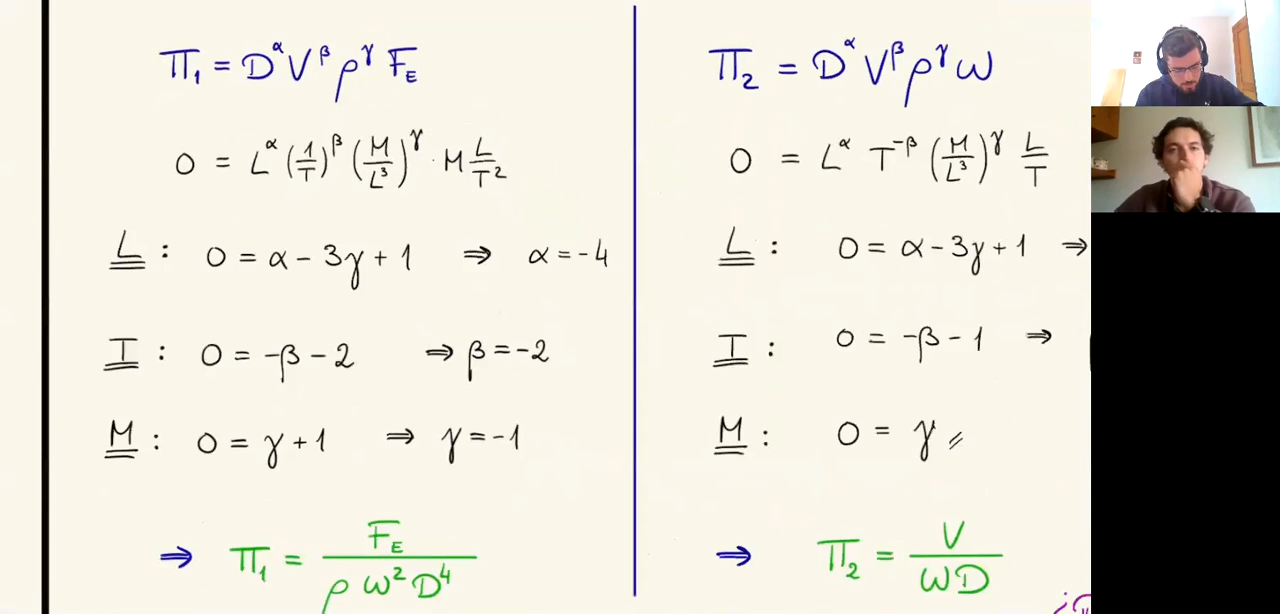 Π₁ = D^α V^β ρ^γ F_E
0 = L^α (1/T)^β (M/L³)^γ · M L/T²
L : 0 = α - 3γ + 1 ⇒ α = -4
T : 0 = -β - 2 ⇒ β = -2
M : 0 = γ + 1 ⇒ γ = -1
⇒ Π₁ = F_E / ρ ω² D⁴
Π₂ = D^α V^β ρ^γ ω
0 = L^α T^-β (M/L³)^γ L/T
L : 0 = α - 3γ + 1 ⇒
T : 0 = -β - 1 ⇒
M : 0 = γ
⇒ Π₂ = V / ωD